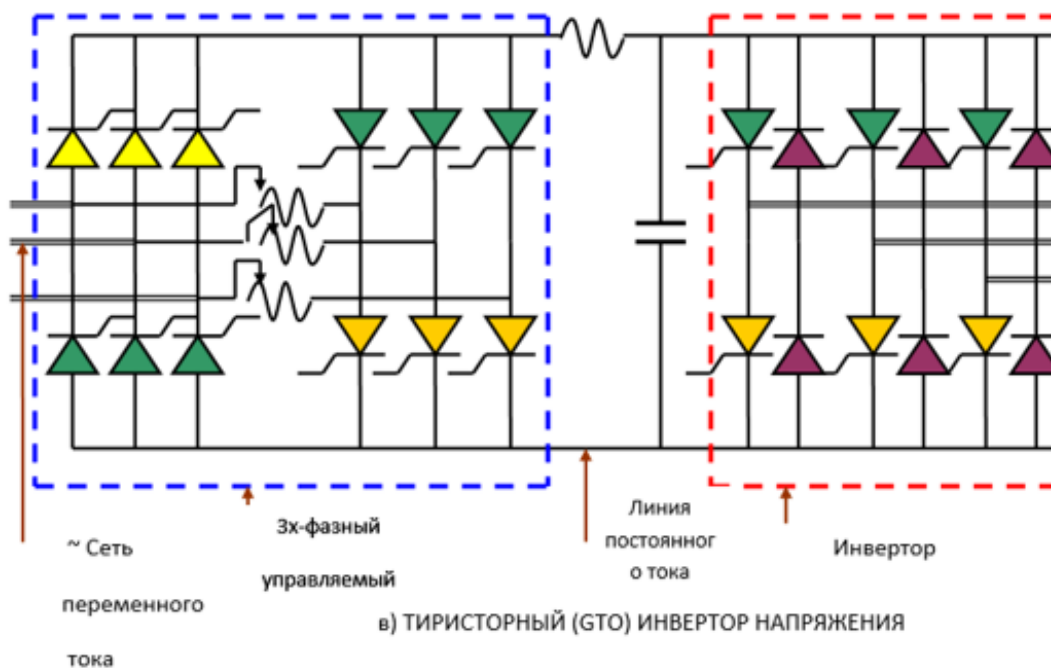 ~ Сеть
переменного
тока
3х-фазный
управляемый
Линия
постоянног
о тока
Инвертор
в) ТИРИСТОРНЫЙ (GTO) ИНВЕРТОР НАПРЯЖЕНИЯ